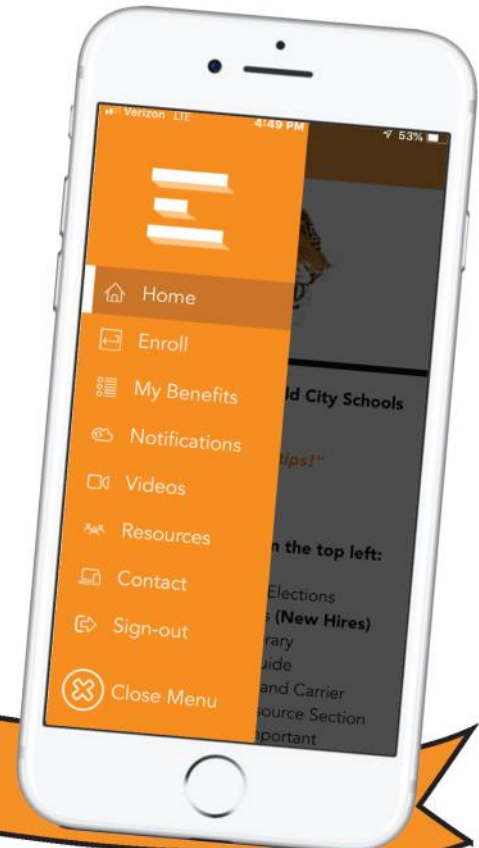 Verizon LTE
4:49 PM
53%
Home
Enroll
My Benefits
Notifications
Videos
Resources
Contact
Sign-out
Close Menu
ld City Schools
tips!"
n the top left:
Elections
s (New Hires)
rary
uide
and Carrier
source Section
portant